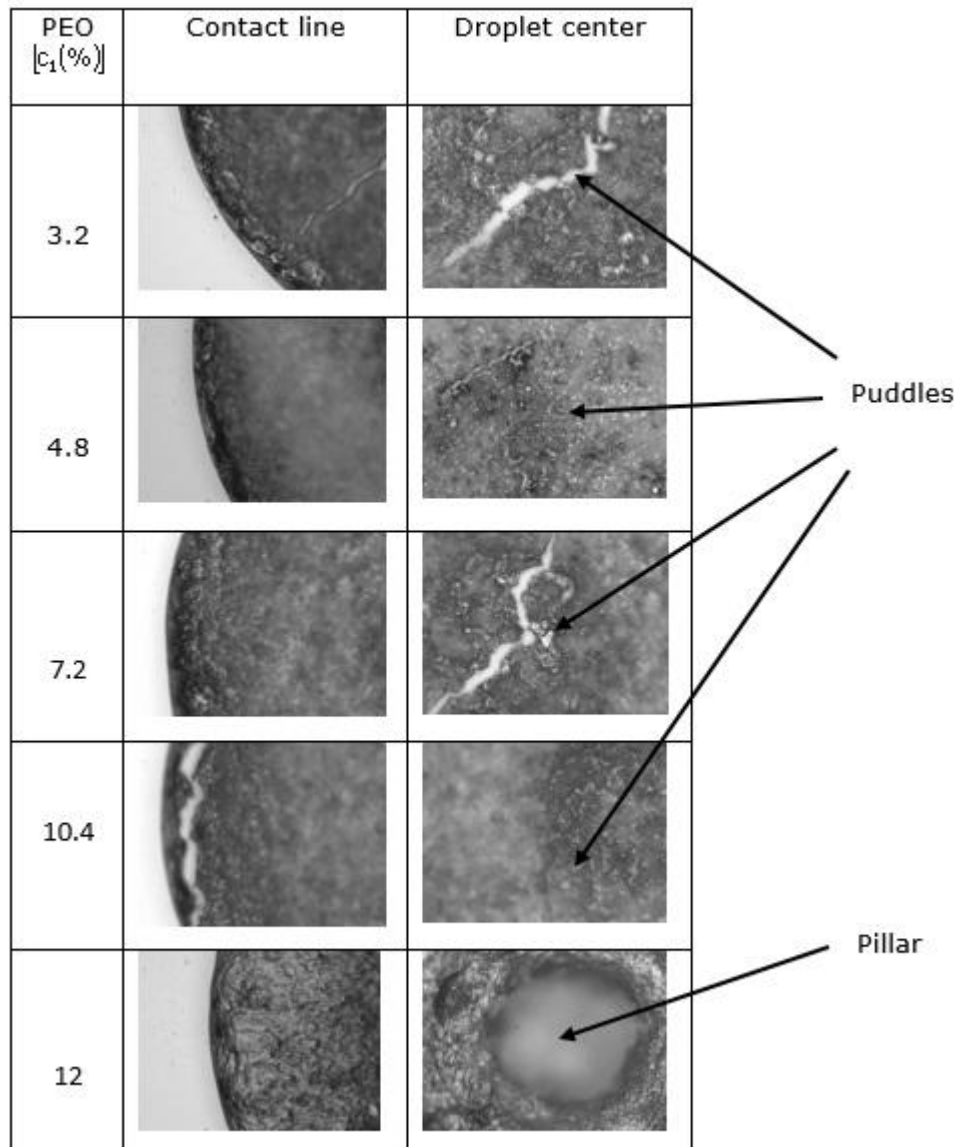 PEO
[c₁(%)]
Contact line
Droplet center
3.2
4.8
Puddles
7.2
10.4
Pillar
12